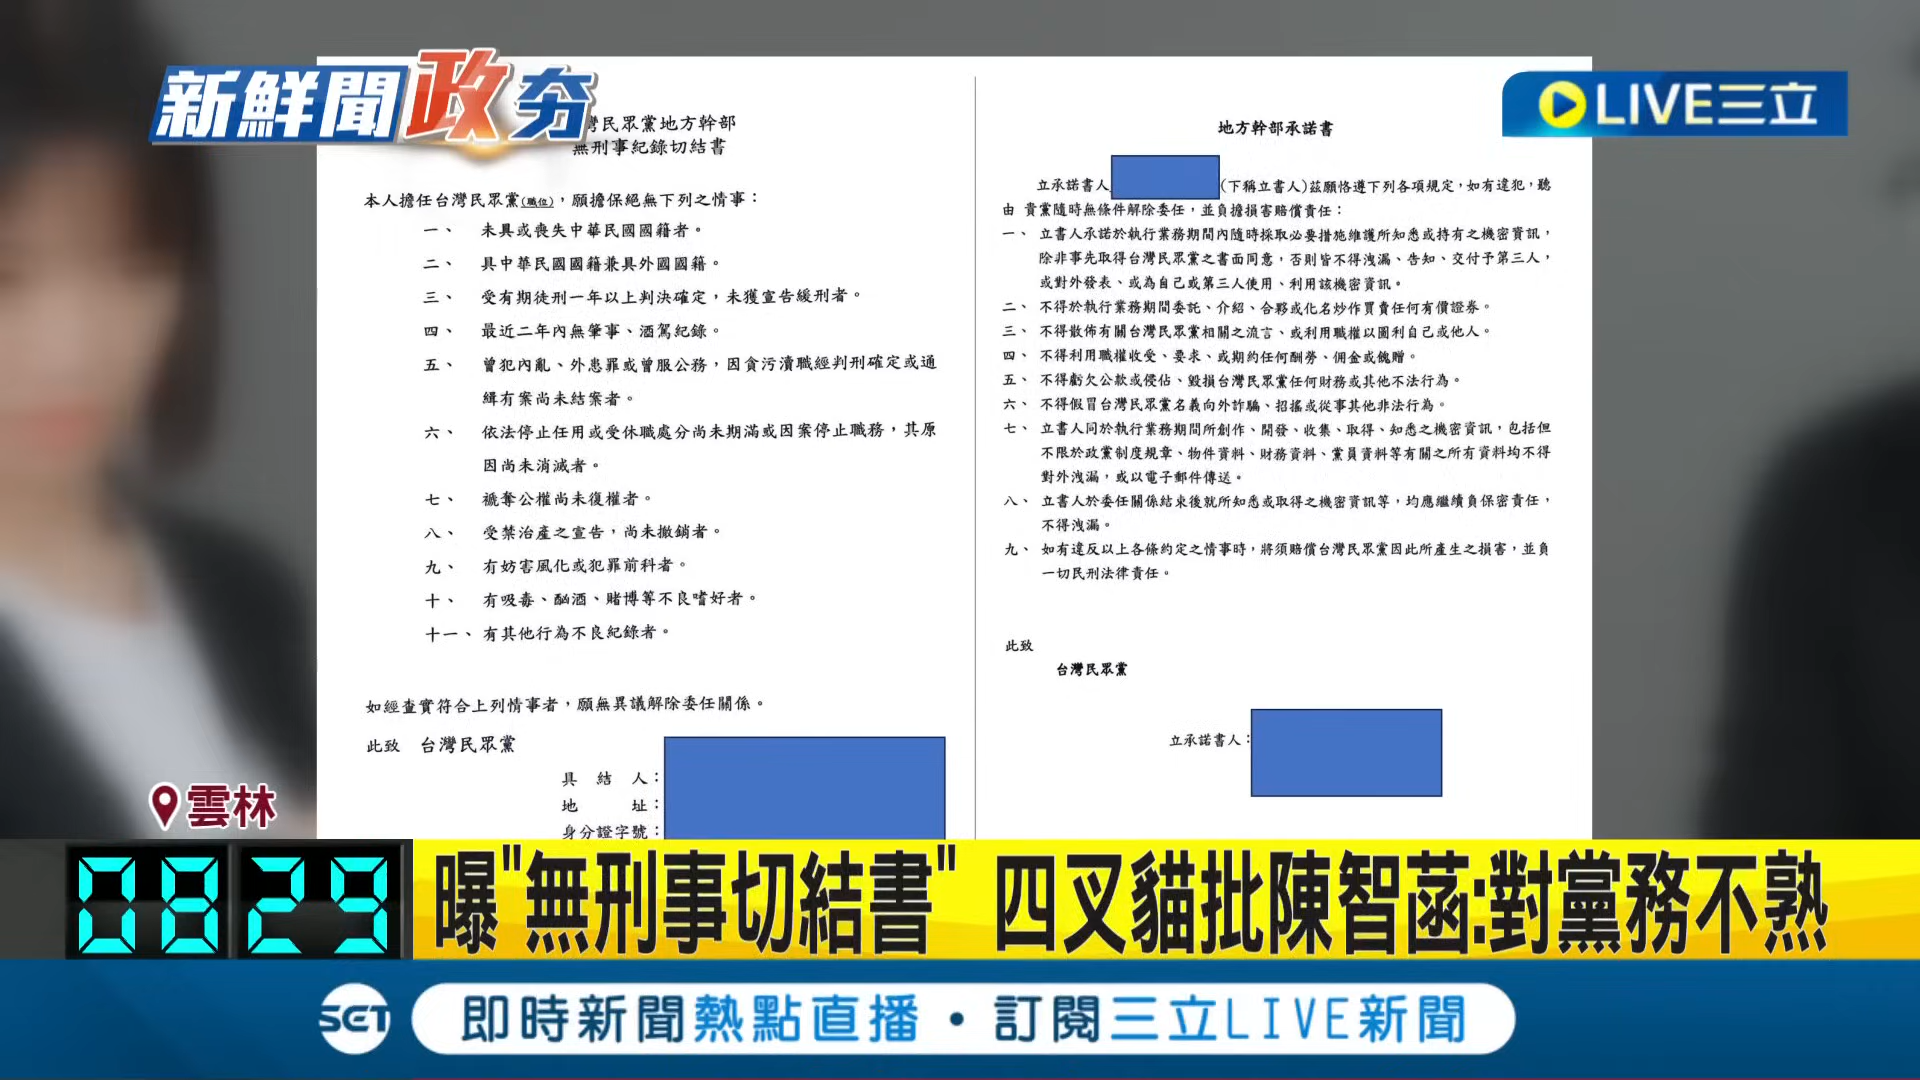 新鮮聞政夯
LIVE三立
灣民眾黨地方幹部
無刑事紀錄切結書
本人擔任台灣民眾黨(職位)，願擔保絕無下列之情事：
一、 未具或喪失中華民國國籍者。
二、 具中華民國國籍兼具外國國籍。
三、 受有期徒刑一年以上判決確定，未獲宣告緩刑者。
四、 最近二年內無肇事、酒駕紀錄。
五、 曾犯內亂、外患罪或曾服公務，因貪污瀆職經判刑確定或通
緝有案尚未結案者。
六、 依法停止任用或受休職處分尚未期滿或因案停止職務，其原
因尚未消滅者。
七、 褫奪公權尚未復權者。
八、 受禁治產之宣告，尚未撤銷者。
九、 有妨害風化或犯罪前科者。
十、 有吸毒、酗酒、賭博等不良嗜好者。
十一、有其他行為不良紀錄者。
如經查實符合上列情事者，願無異議解除委任關係。
此致 台灣民眾黨
具 結 人：
地 址：
身分證字號：
地方幹部承諾書
立承諾書人 (下稱立書人)茲願恪遵下列各項規定，如有違犯，聽
由 貴黨隨時無條件解除委任，並負擔損害賠償責任：
一、 立書人承諾於執行業務期間內隨時採取必要措施維護所知悉或持有之機密資訊，
除非事先取得台灣民眾黨之書面同意，否則皆不得洩漏、告知、交付予第三人，
或對外發表、或為自己或第三人使用、利用該機密資訊。
二、 不得於執行業務期間委託、介紹、合夥或化名炒作買賣任何有價證券。
三、 不得散佈有關台灣民眾黨相關之流言、或利用職權以圖利自己或他人。
四、 不得利用職權收受、要求、或期約任何酬勞、佣金或餽贈。
五、 不得虧欠公款或侵佔、毀損台灣民眾黨任何財務或其他不法行為。
六、 不得假冒台灣民眾黨名義向外詐騙、招搖或從事其他非法行為。
七、 立書人同於執行業務期間所創作、開發、收集、取得、知悉之機密資訊，包括但
不限於政黨制度規章、物件資料、財務資料、黨員資料等有關之所有資料均不得
對外洩漏，或以電子郵件傳送。
八、 立書人於委任關係結束後就所知悉或取得之機密資訊等，均應繼續負保密責任，
不得洩漏。
九、 如有違反以上各條約定之情事時，將須賠償台灣民眾黨因此所產生之損害，並負
一切民刑法律責任。
此致
台灣民眾黨
立承諾書人：
雲林
0829
曝"無刑事切結書" 四叉貓批陳智菡:對黨務不熟
SET 即時新聞熱點直播・訂閱三立LIVE新聞